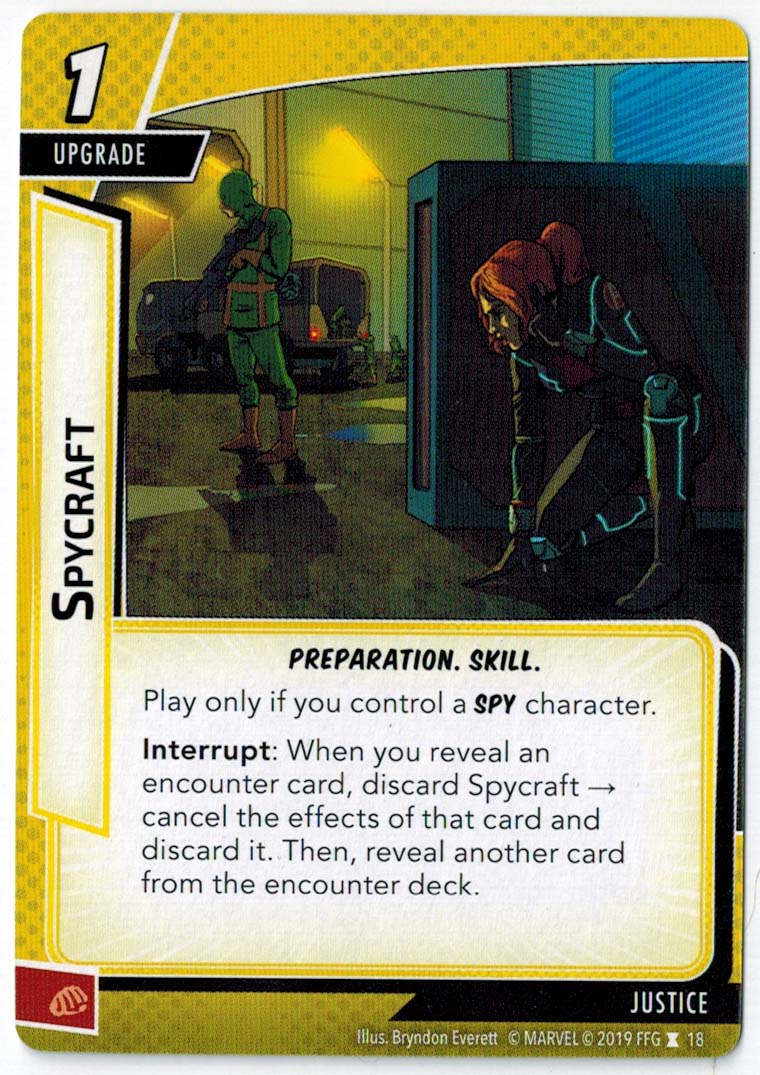 1
UPGRADE
SPYCRAFT
PREPARATION. SKILL.
Play only if you control a SPY character.
Interrupt: When you reveal an
encounter card, discard Spycraft →
cancel the effects of that card and
discard it. Then, reveal another card
from the encounter deck.
JUSTICE
Illus. Bryndon Everett © MARVEL © 2019 FFG 18